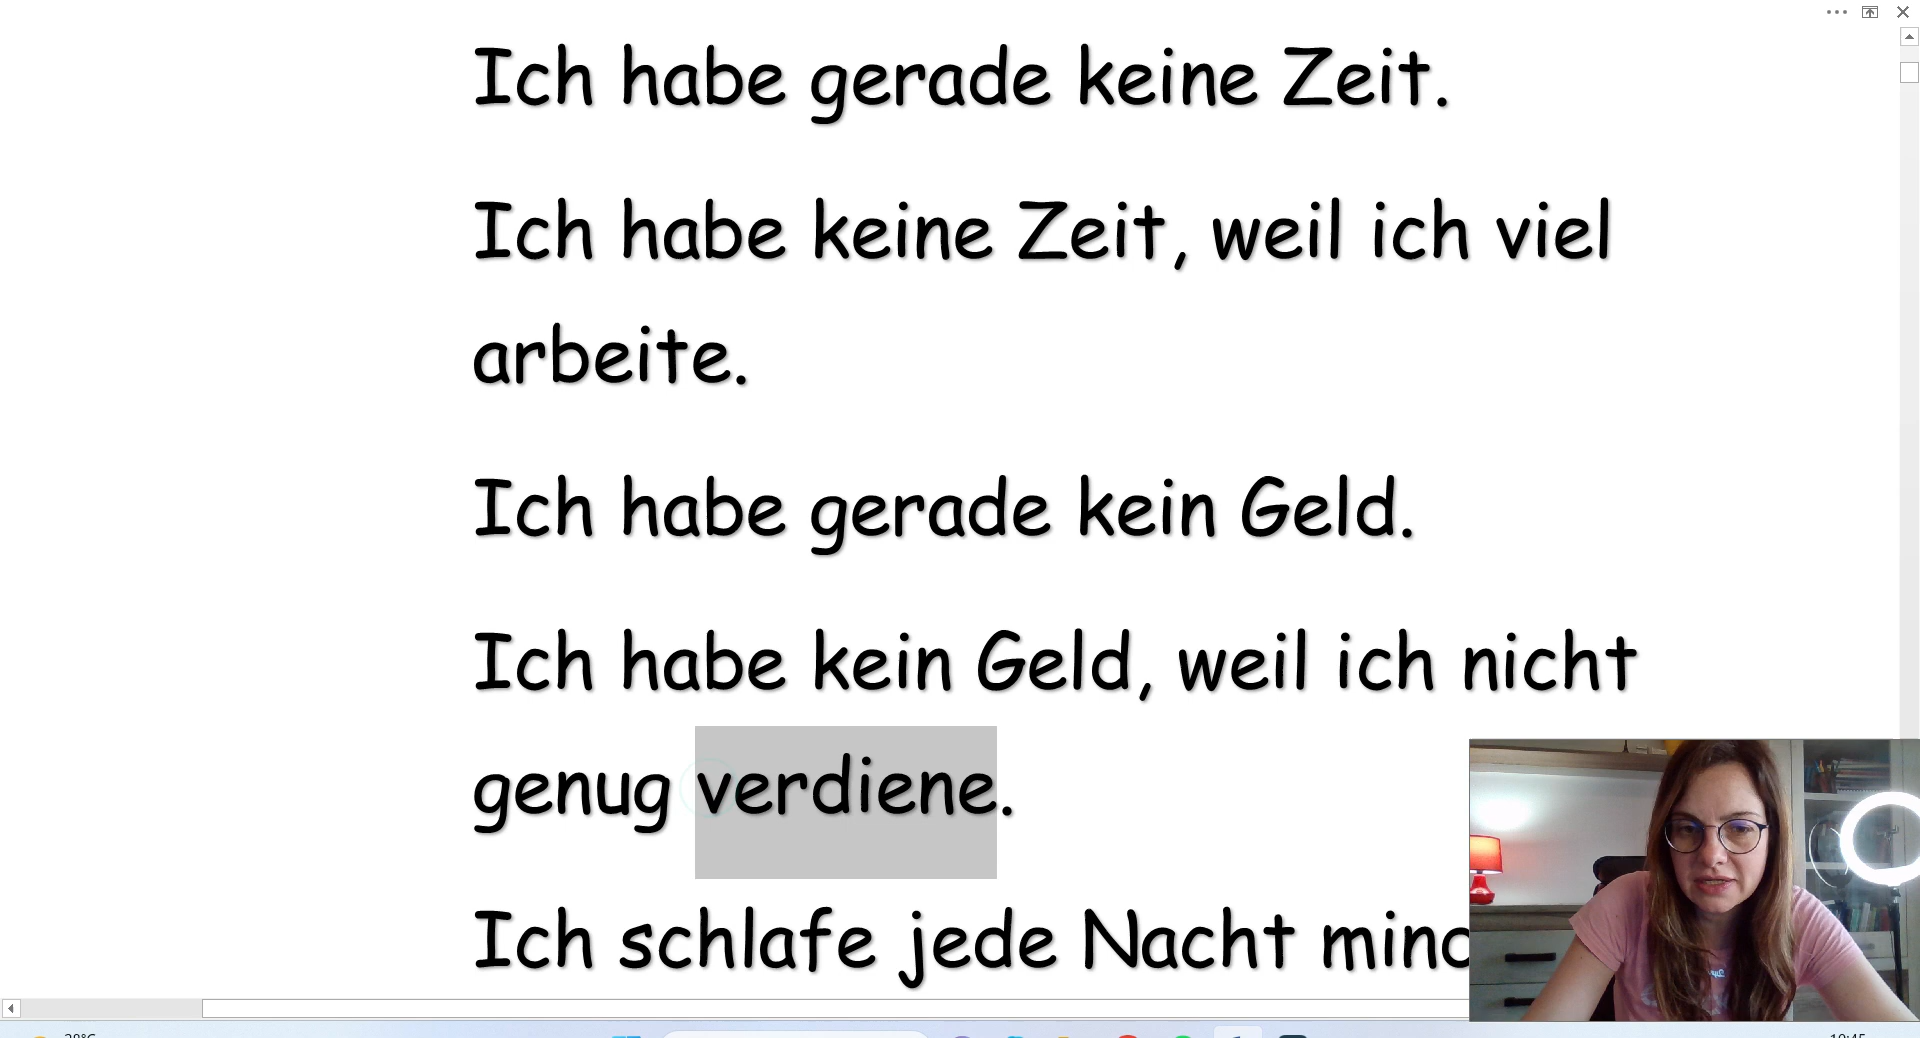 Ich habe gerade keine Zeit.
Ich habe keine Zeit, weil ich viel
arbeite.
Ich habe gerade kein Geld.
Ich habe kein Geld, weil ich nicht
genug verdiene.
Ich schlafe jede Nacht